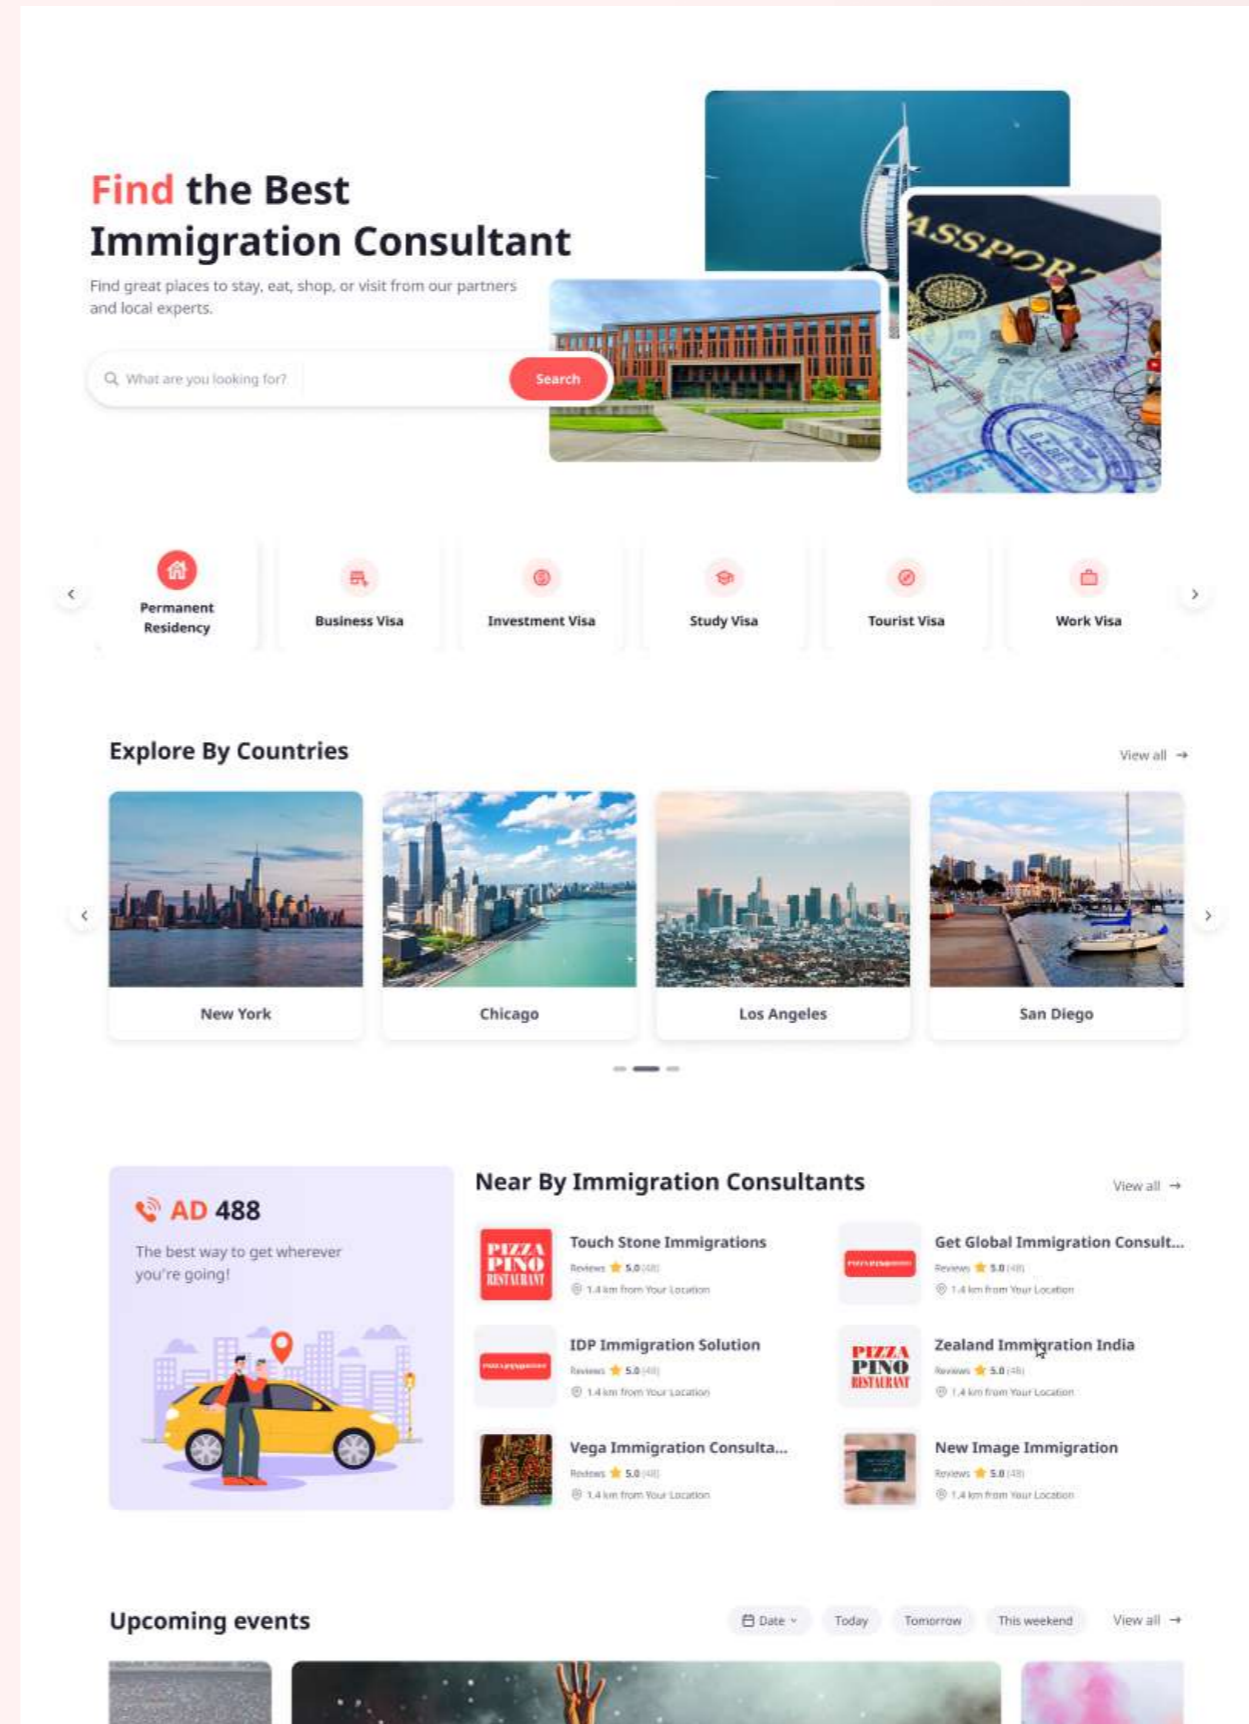 Find the Best
Immigration Consultant
Find great places to stay, eat, shop, or visit from our partners
and local experts.
What are you looking for?
Search
PASSPORT
Permanent
Residency
Business Visa
Investment Visa
Study Visa
Tourist Visa
Work Visa
Explore By Countries
View all →
New York
Chicago
Los Angeles
San Diego
AD 488
The best way to get wherever
you're going!
Near By Immigration Consultants
View all →
PIZZA
PINO
RESTAURANT
Touch Stone Immigrations
Reviews 5.0 (48)
1.4 km from Your Location
Get Global Immigration Consult...
Reviews 5.0 (48)
1.4 km from Your Location
IDP Immigration Solution
Reviews 5.0 (48)
1.4 km from Your Location
PIZZA
PINO
RESTAURANT
Zealand Immigration India
Reviews 5.0 (48)
1.4 km from Your Location
Vega Immigration Consulta...
Reviews 5.0 (48)
1.4 km from Your Location
New Image Immigration
Reviews 5.0 (48)
1.4 km from Your Location
Upcoming events
Date
Today
Tomorrow
This weekend
View all →